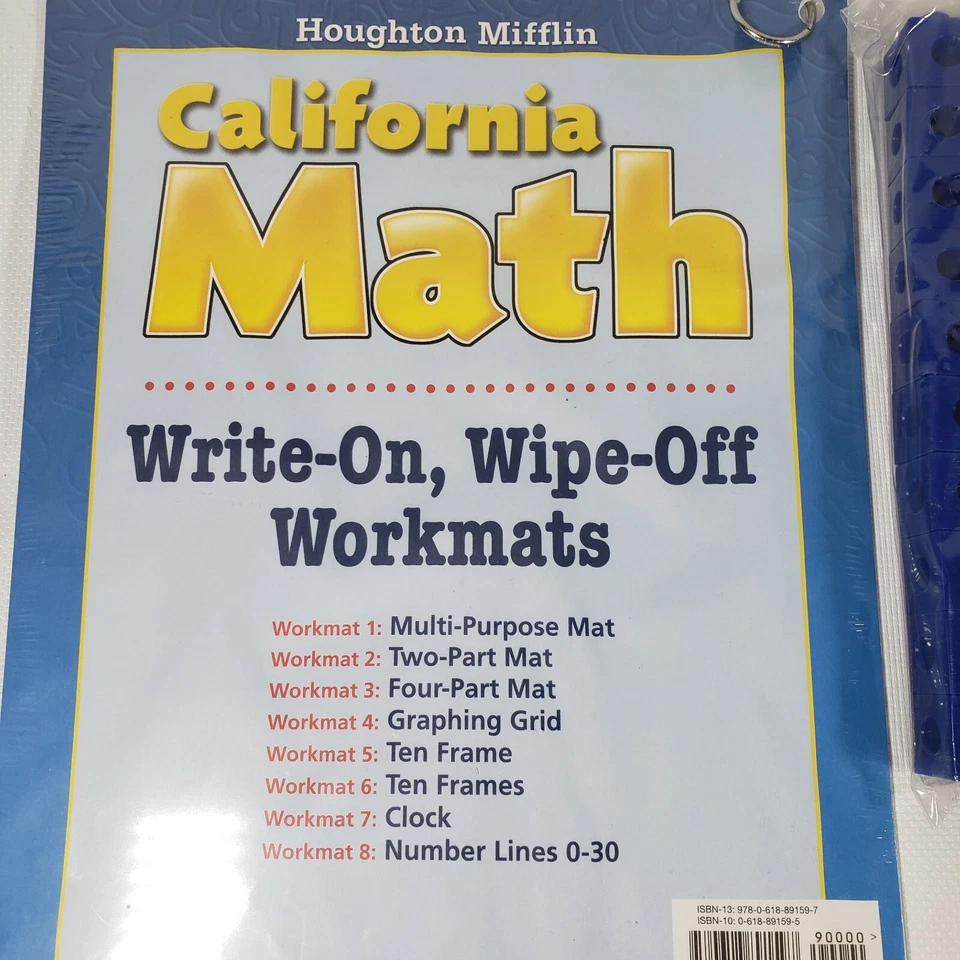 Houghton Mifflin
California
Math
Write-On, Wipe-Off
Workmats
Workmat 1: Multi-Purpose Mat
Workmat 2: Two-Part Mat
Workmat 3: Four-Part Mat
Workmat 4: Graphing Grid
Workmat 5: Ten Frame
Workmat 6: Ten Frames
Workmat 7: Clock
Workmat 8: Number Lines 0-30
ISBN-13: 978-0-618-89159-7
ISBN-10: 0-618-89159-5
90000 >